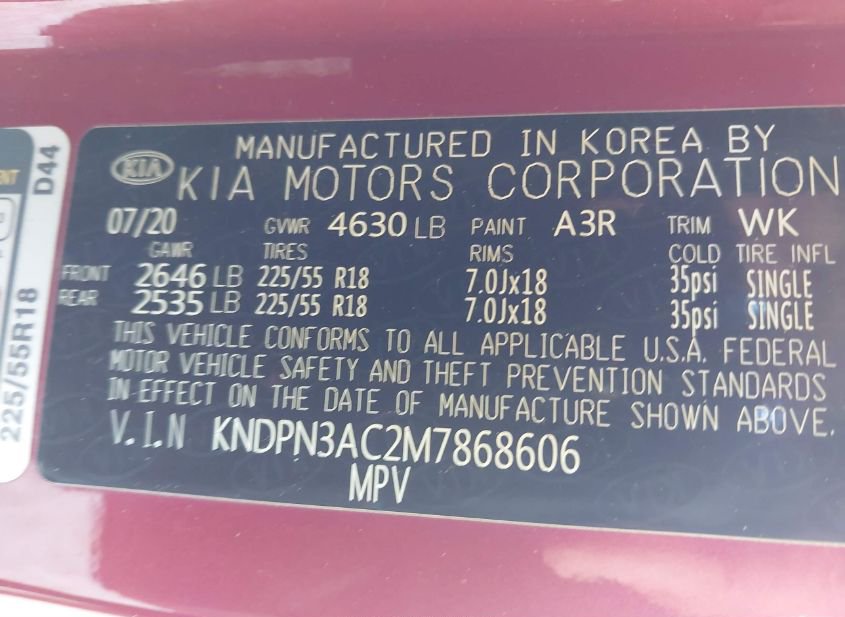 MANUFACTURED IN KOREA BY
KIA KIA MOTORS CORPORATION
07/20 GVWR 4630 LB PAINT A3R TRIM WK
GAWR TIRES RIMS COLD TIRE INFL
FRONT 2646 LB 225/55 R18 7.0Jx18 35psi SINGLE
REAR 2535 LB 225/55 R18 7.0Jx18 35psi SINGLE
THIS VEHICLE CONFORMS TO ALL APPLICABLE U.S.A. FEDERAL
MOTOR VEHICLE SAFETY AND THEFT PREVENTION STANDARDS
IN EFFECT ON THE DATE OF MANUFACTURE SHOWN ABOVE.
V.I.N KNDPN3AC2M7868606
MPV
D44
225/55R18